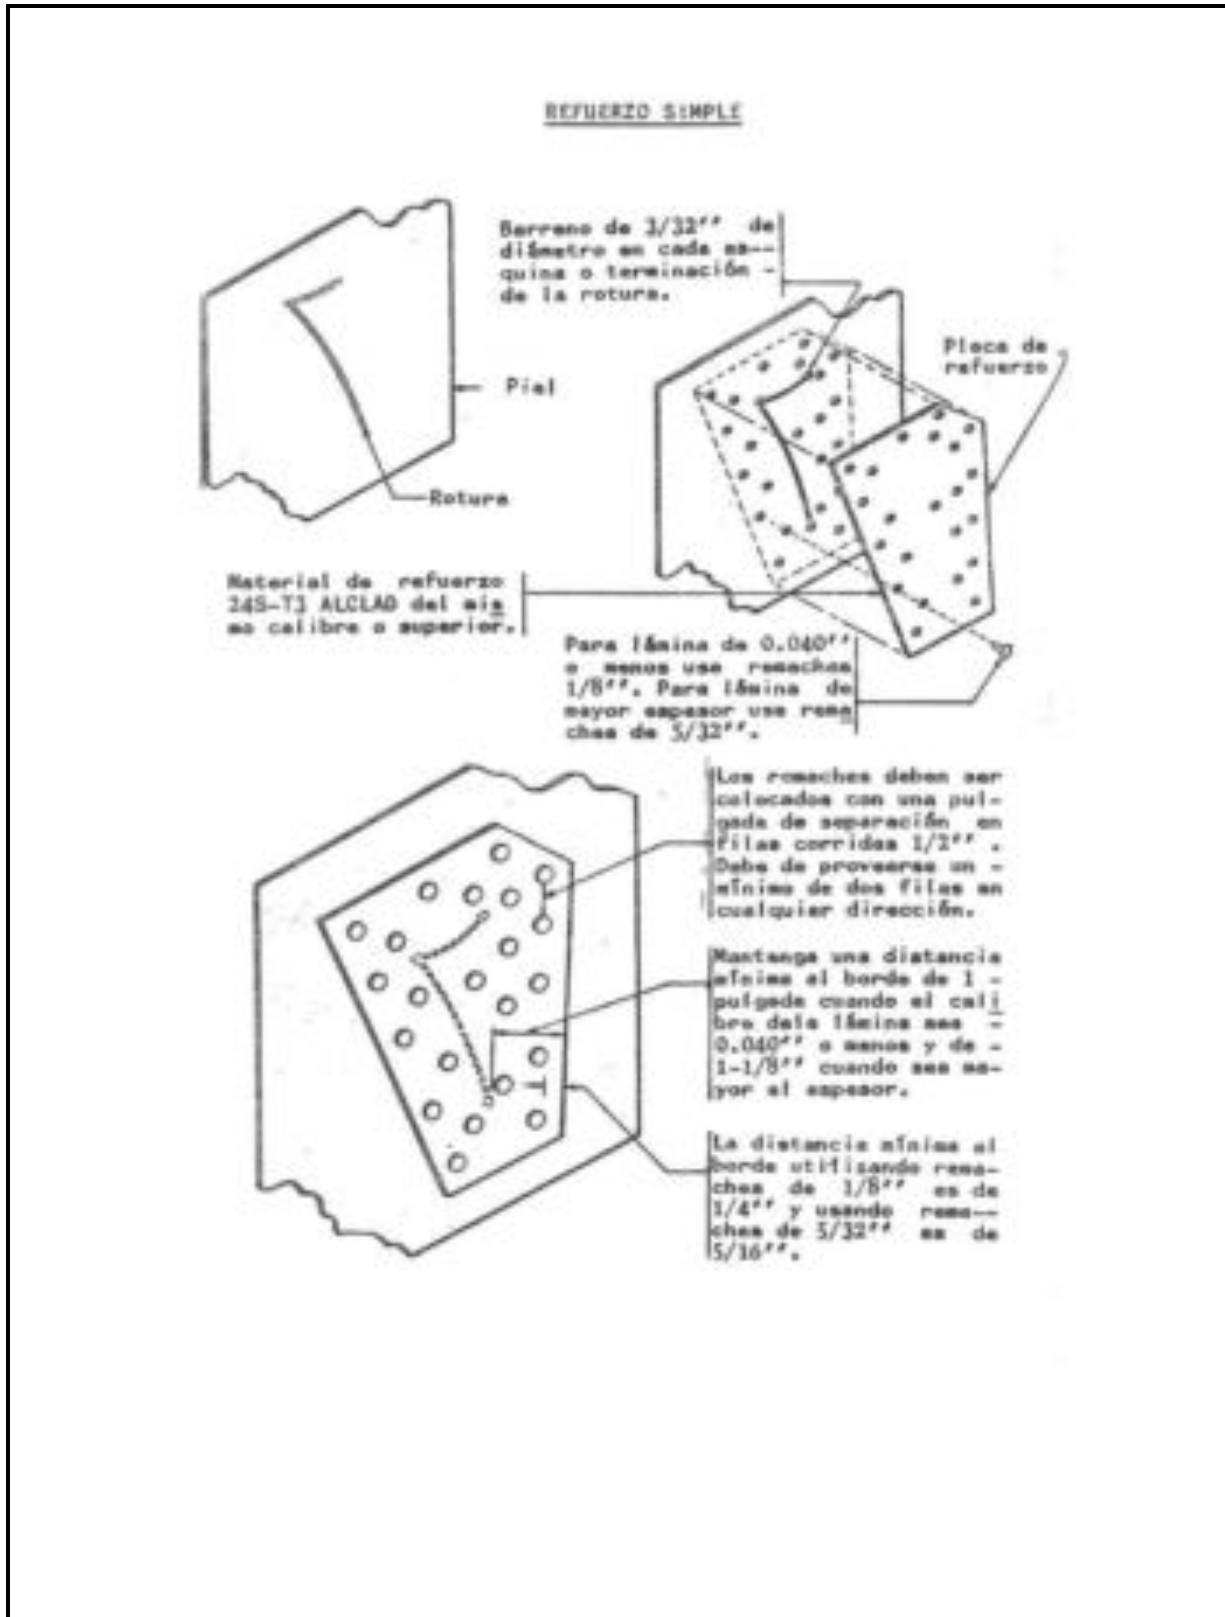 REFUERZO SIMPLE
Barreno de 3/32'' de
diámetro en cada es--
quina o terminación -
de la rotura.
Placa de
refuerzo
Piel
Rotura
Material de refuerzo
24S-T3 ALCLAD del mis
mo calibre o superior.
Para lámina de 0.040''
o menos use remaches
1/8''. Para lámina de
mayor espesor use rema
ches de 5/32''.
Los remaches deben ser
colocados con una pul-
gada de separación en
filas corridas 1/2'' .
Debe de proveerse un -
mínimo de dos filas en
cualquier dirección.
Mantenga una distancia
mínima al borde de 1 -
pulgada cuando el cali
bre dela lámina sea -
0.040'' o menos y de -
1-1/8'' cuando sea ma-
yor el espesor.
La distancia mínima al
borde utilizando rema-
ches de 1/8'' es de
1/4'' y usando rema--
ches de 5/32'' es de
5/16''.